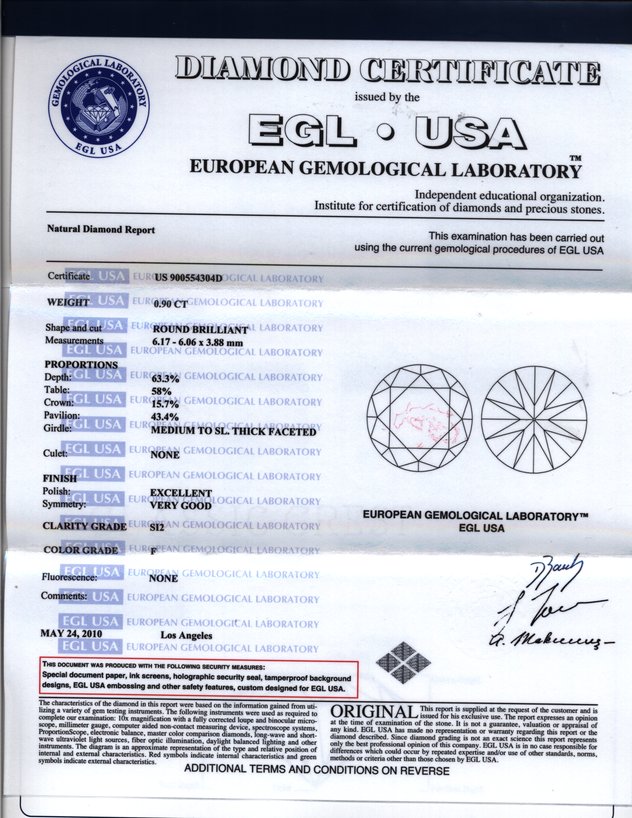 GEMOLOGICAL LABORATORY
EGL USA
DIAMOND CERTIFICATE
issued by the
EGL • USA
EUROPEAN GEMOLOGICAL LABORATORY™
Independent educational organization.
Institute for certification of diamonds and precious stones.
Natural Diamond Report
This examination has been carried out
using the current gemological procedures of EGL USA
Certificate US 900554304D
WEIGHT 0.90 CT
Shape and cut ROUND BRILLIANT
Measurements 6.17 - 6.06 x 3.88 mm
PROPORTIONS
Depth: 63.3%
Table: 58%
Crown: 15.7%
Pavilion: 43.4%
Girdle: MEDIUM TO SL. THICK FACETED
Culet: NONE
FINISH
Polish: EXCELLENT
Symmetry: VERY GOOD
CLARITY GRADE SI2
COLOR GRADE F
Fluorescence: NONE
Comments:
MAY 24, 2010 Los Angeles
EUROPEAN GEMOLOGICAL LABORATORY™
EGL USA
THIS DOCUMENT WAS PRODUCED WITH THE FOLLOWING SECURITY MEASURES:
Special document paper, ink screens, holographic security seal, tamperproof background
designs, EGL USA embossing and other safety features, custom designed for EGL USA.
The characteristics of the diamond in this report were based on the information gained from uti-
lizing a variety of gem testing instruments. The following instruments were used as required to
complete our examination: 10x magnification with a fully corrected loupe and binocular micro-
scope, millimeter gauge, computer aided non-contact measuring device, spectroscope systems,
ProportionScope, electronic balance, master color comparison diamonds, long-wave and short-
wave ultraviolet light sources, fiber optic illumination, daylight balanced lighting and other
instruments. The diagram is an approximate representation of the type and relative position of
internal and external characteristics. Red symbols indicate internal characteristics and green
symbols indicate external characteristics.
ORIGINAL This report is supplied at the request of the customer and is
issued for his exclusive use. The report expresses an opinion
at the time of examination of the stone. It is not a guarantee, valuation or appraisal of
any kind. EGL USA has made no representation or warranty regarding this report or the
diamond described. Since diamond grading is not an exact science this report represents
only the best professional opinion of this company. EGL USA is in no case responsible for
differences which could occur by repeated expertise and/or use of other standards, norms,
methods or criteria other than those chosen by EGL USA.
ADDITIONAL TERMS AND CONDITIONS ON REVERSE